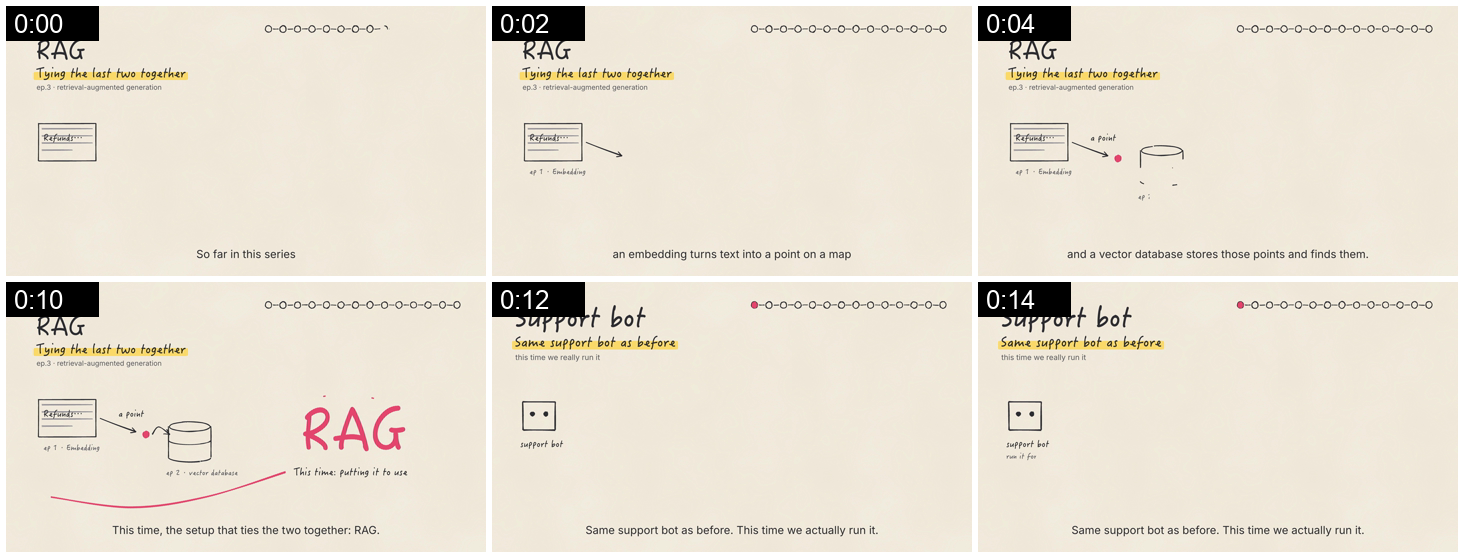 0:00
RAG
Tying the last two together
ep.3 · retrieval-augmented generation
Refunds···
So far in this series
0:02
RAG
Tying the last two together
ep.3 · retrieval-augmented generation
Refunds···
ep 1 · Embedding
an embedding turns text into a point on a map
0:04
RAG
Tying the last two together
ep.3 · retrieval-augmented generation
Refunds···
a point
ep 1 · Embedding
ep
and a vector database stores those points and finds them.
0:10
RAG
Tying the last two together
ep.3 · retrieval-augmented generation
Refunds···
a point
ep 1 · Embedding
ep 2 · vector database
RAG
This time: putting it to use
This time, the setup that ties the two together: RAG.
0:12
Support bot
Same support bot as before
this time we really run it
support bot
Same support bot as before. This time we actually run it.
0:14
Support bot
Same support bot as before
this time we really run it
support bot
run it for
Same support bot as before. This time we actually run it.